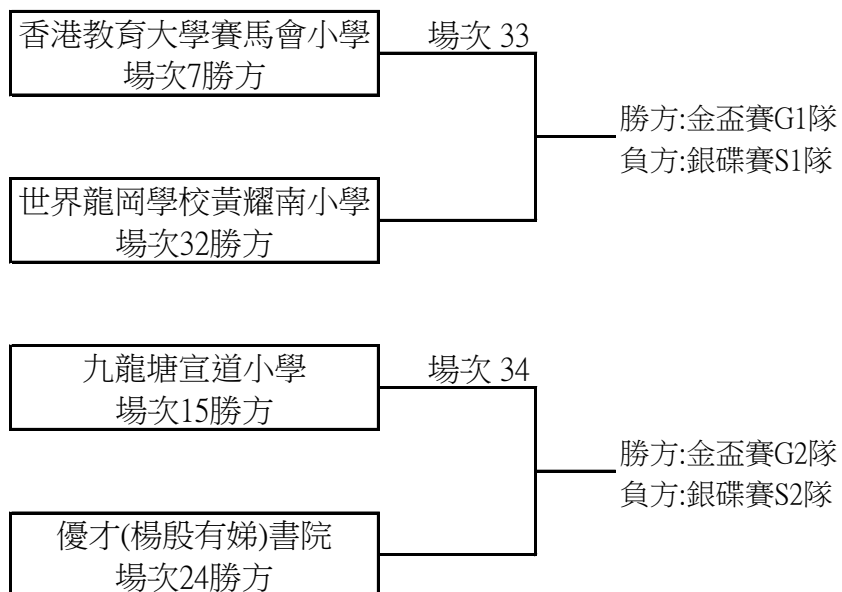 香港教育大學賽馬會小學
場次7勝方
場次 33
勝方:金盃賽G1隊
負方:銀碟賽S1隊
世界龍岡學校黃耀南小學
場次32勝方
九龍塘宣道小學
場次15勝方
場次 34
勝方:金盃賽G2隊
負方:銀碟賽S2隊
優才(楊殷有娣)書院
場次24勝方